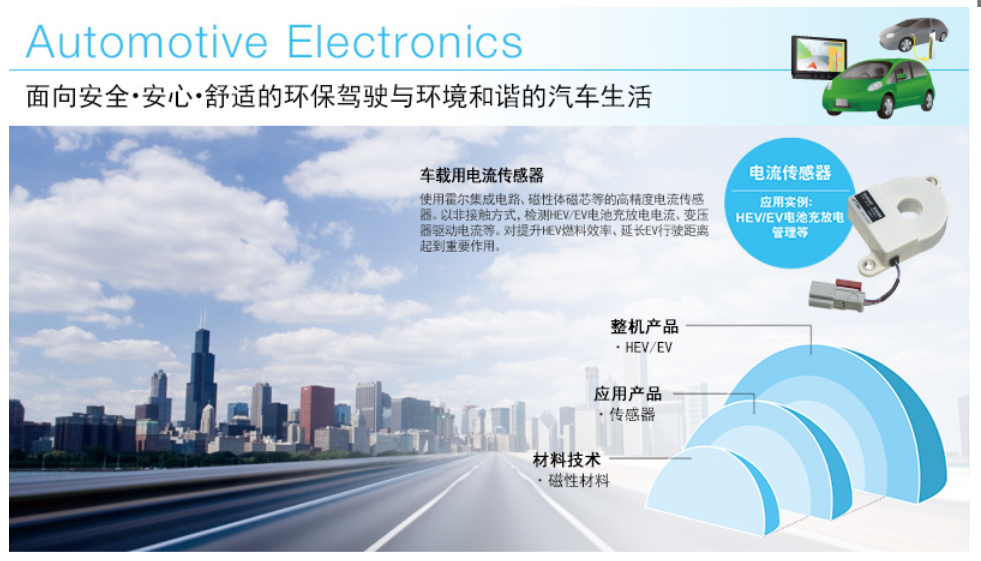 Automotive Electronics
面向安全•安心•舒适的环保驾驶与环境和谐的汽车生活
车载用电流传感器
使用霍尔集成电路、磁性体磁芯等的高精度电流传感
器。以非接触方式，检测HEV/EV电池充放电电流、变压
器驱动电流等。对提升HEV燃料效率、延长EV行驶距离
起到重要作用。
电流传感器
应用实例:
HEV/EV电池充放电
管理等
整机产品
・HEV/EV
应用产品
・传感器
材料技术
・磁性材料